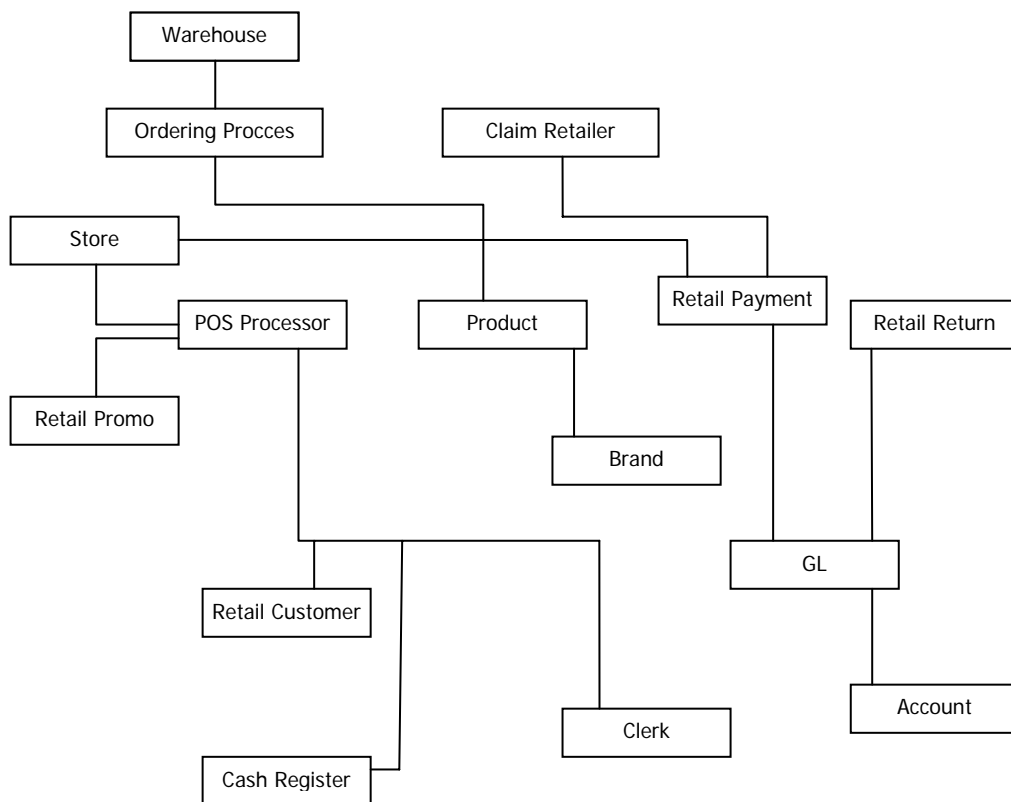 Warehouse
Ordering Procces
Claim Retailer
Store
Retail Payment
POS Processor
Product
Retail Return
Retail Promo
Brand
GL
Retail Customer
Account
Clerk
Cash Register